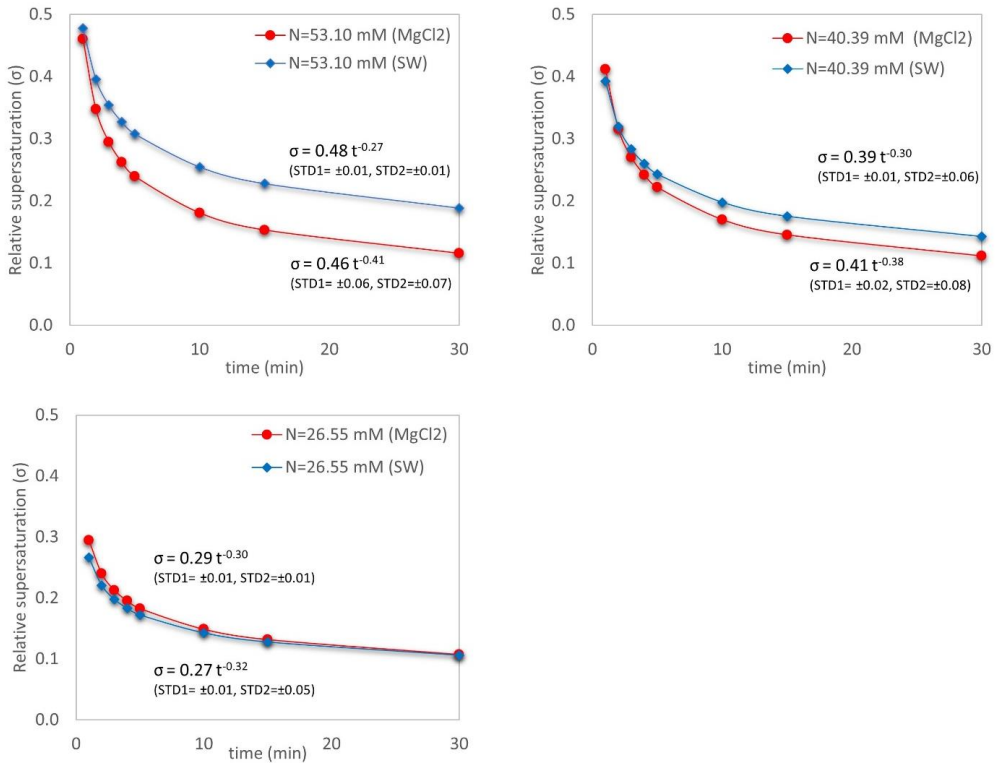 0.5
0.4
0.3
0.2
0.1
0.0
Relative supersaturation (σ)
N=53.10 mM (MgCl2)
N=53.10 mM (SW)
σ = 0.48 t^-0.27
(STD1= ±0.01, STD2=±0.01)
σ = 0.46 t^-0.41
(STD1= ±0.06, STD2=±0.07)
0 10 20 30
time (min)
0.5
0.4
0.3
0.2
0.1
0.0
Relative supersaturation (σ)
N=40.39 mM (MgCl2)
N=40.39 mM (SW)
σ = 0.39 t^-0.30
(STD1= ±0.01, STD2=±0.06)
σ = 0.41 t^-0.38
(STD1= ±0.02, STD2=±0.08)
0 10 20 30
time (min)
0.5
0.4
0.3
0.2
0.1
0.0
Relative supersaturation (σ)
N=26.55 mM (MgCl2)
N=26.55 mM (SW)
σ = 0.29 t^-0.30
(STD1= ±0.01, STD2=±0.01)
σ = 0.27 t^-0.32
(STD1= ±0.01, STD2=±0.05)
0 10 20 30
time (min)